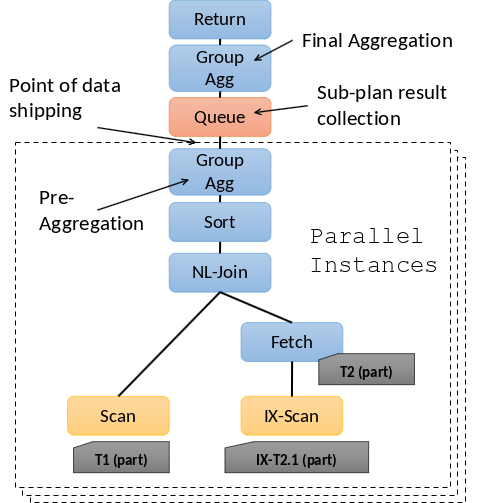 Return
Group
Agg
Final Aggregation
Point of data
shipping
Queue
Sub-plan result
collection
Group
Agg
Pre-
Aggregation
Sort
Parallel
Instances
NL-Join
Fetch
T2 (part)
Scan
IX-Scan
T1 (part)
IX-T2.1 (part)